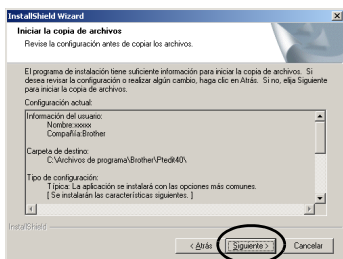 InstallShield Wizard
Iniciar la copia de archivos
Revise la configuración antes de copiar los archivos.
El programa de instalación tiene suficiente información para iniciar la copia de archivos. Si
desea revisar la configuración o realizar algún cambio, haga clic en Atrás. Si no, elija Siguiente
para iniciar la copia de archivos.
Configuración actual:
Información del usuario:
Nombre:xxxxx
Compañía:Brother
Carpeta de destino:
C:\Archivos de programa\Brother\Ptedit40\
Tipo de configuración:
Típica: La aplicación se instalará con las opciones más comunes.
[ Se instalarán las características siguientes. ]
InstallShield
< Atrás
Siguiente >
Cancelar